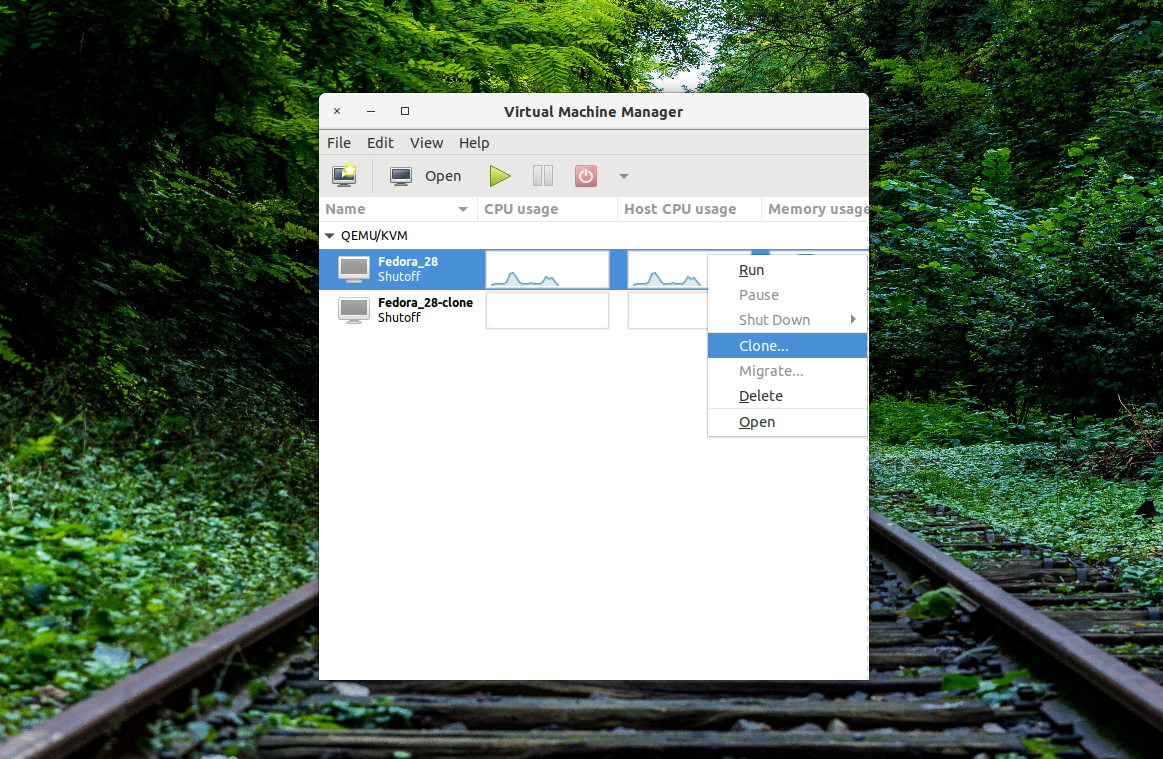 Virtual Machine Manager
File Edit View Help
Open
Name CPU usage Host CPU usage Memory usage
QEMU/KVM
Fedora_28
Shutoff
Fedora_28-clone
Shutoff
Run
Pause
Shut Down
Clone...
Migrate...
Delete
Open